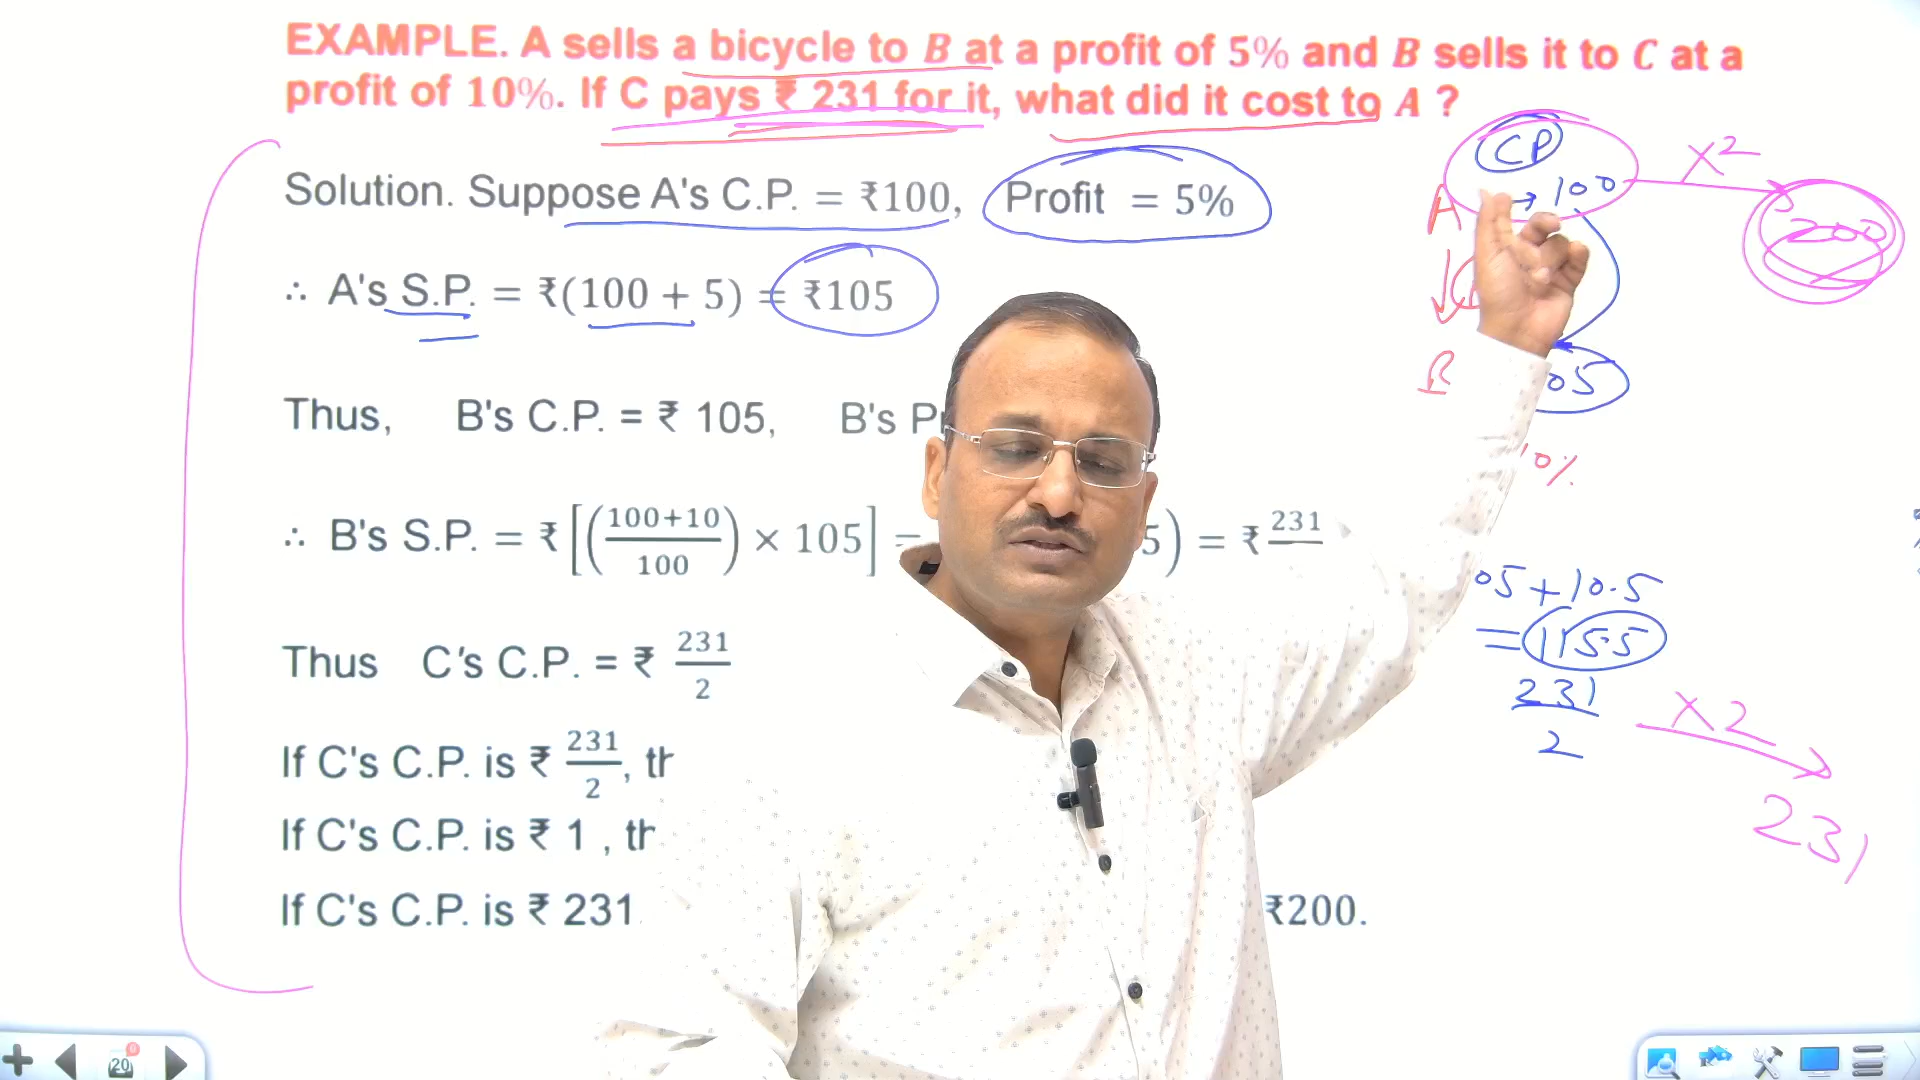 EXAMPLE. A sells a bicycle to B at a profit of 5% and B sells it to C at a
profit of 10%. If C pays ₹ 231 for it, what did it cost to A ?
Solution. Suppose A's C.P. = ₹100, Profit = 5%
∴ A's S.P. = ₹(100 + 5) = ₹105
Thus, B's C.P. = ₹ 105, B's
∴ B's S.P. = ₹ [(100+10/100) × 105] = 5) = ₹ 231
Thus C's C.P. = ₹ 231/2
If C's C.P. is ₹ 231/2,
If C's C.P. is ₹ 1 ,
If C's C.P. is ₹ 231 ₹200.
CP
A → 100 ×2 200
B 05
10%
05+10.5
= 115.5
231/2 ×2
231
20